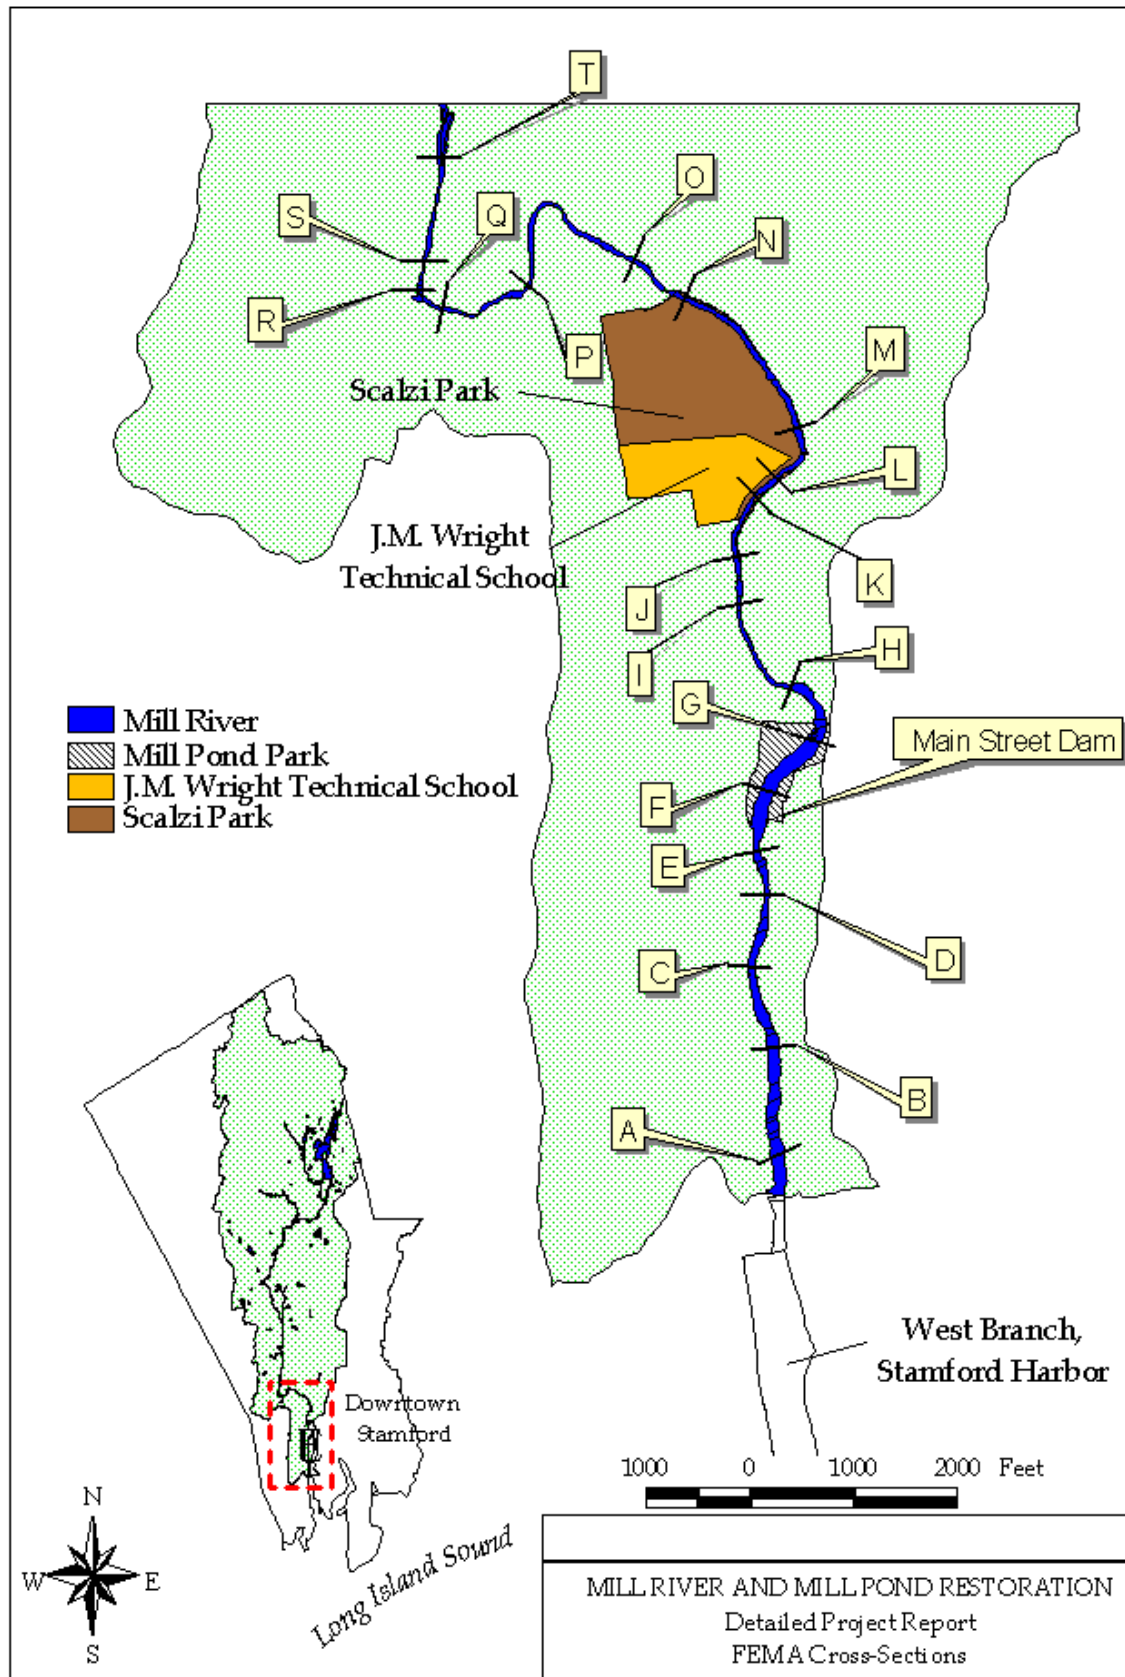 T
O
S
Q
N
R
P
M
Scalzi Park
L
J.M. Wright
Technical School
K
J
I
H
G
Main Street Dam
Mill River
Mill Pond Park
J.M. Wright Technical School
Scalzi Park
F
E
D
C
B
A
West Branch,
Stamford Harbor
Downtown
Stamford
1000 0 1000 2000 Feet
N
W E
S
Long Island Sound
MILL RIVER AND MILL POND RESTORATION
Detailed Project Report
FEMA Cross-Sections